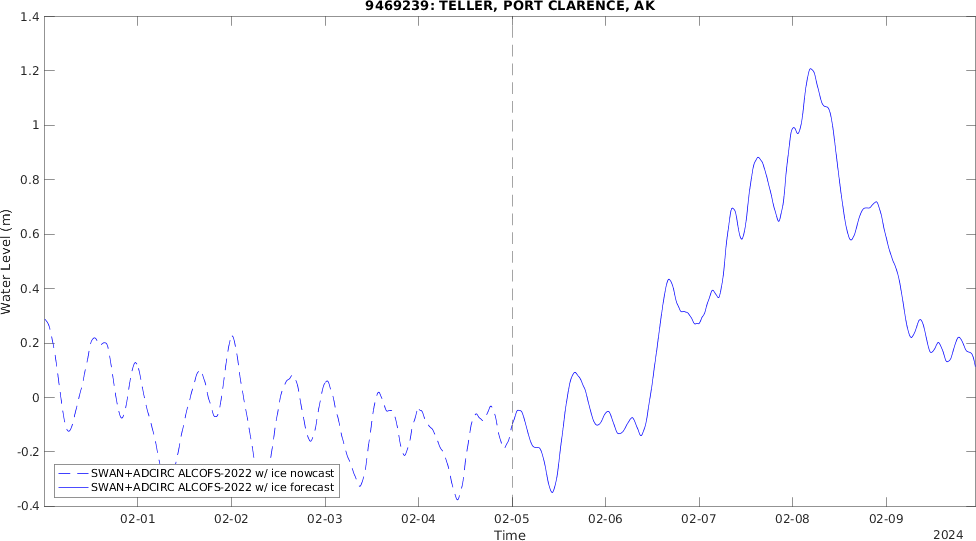 9469239: TELLER, PORT CLARENCE, AK
1.4
1.2
1
0.8
0.6
0.4
0.2
0
-0.2
-0.4
Water Level (m)
SWAN+ADCIRC ALCOFS-2022 w/ ice nowcast
SWAN+ADCIRC ALCOFS-2022 w/ ice forecast
02-01 02-02 02-03 02-04 02-05 02-06 02-07 02-08 02-09
Time
2024